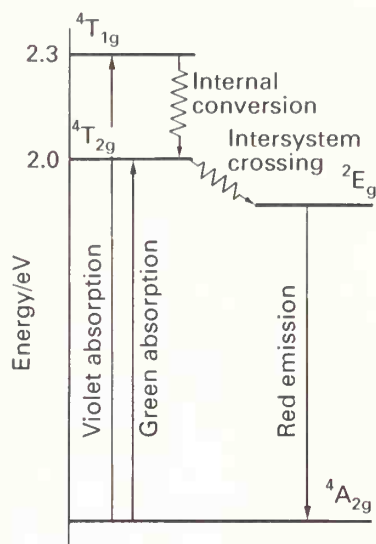 ⁴T₁g
2.3
Internal
conversion
⁴T₂g
Intersystem
crossing
2.0
²Eg
Energy/eV
Violet absorption
Green absorption
Red emission
⁴A₂g